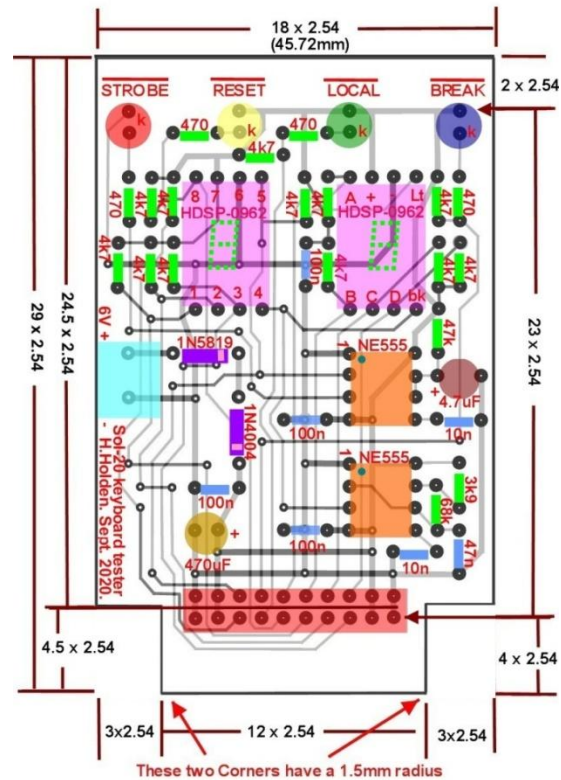 18 x 2.54
(45.72mm)
STROBE RESET LOCAL BREAK
2 x 2.54
k k k k
470 470
4k7
8 7 6 5 A + Lt
HDSP-0962 HDSP-0962
470 4k7 4k7 4k7 4k7 4k7 470
100n
4k7 4k7 4k7 4k7 4k7 4k7
1 2 3 4 B C D bk
29 x 2.54
24.5 x 2.54
23 x 2.54
6V +
1N5819
1 NE555
47k
+
4.7uF
1N4004
100n 10n
Sol-20 keyboard tester
- H.Holden. Sept. 2020.
1 NE555
3k9
68k
100n
+
470uF
100n
10n
47n
4.5 x 2.54
4 x 2.54
3x2.54 12 x 2.54 3x2.54
These two Corners have a 1.5mm radius